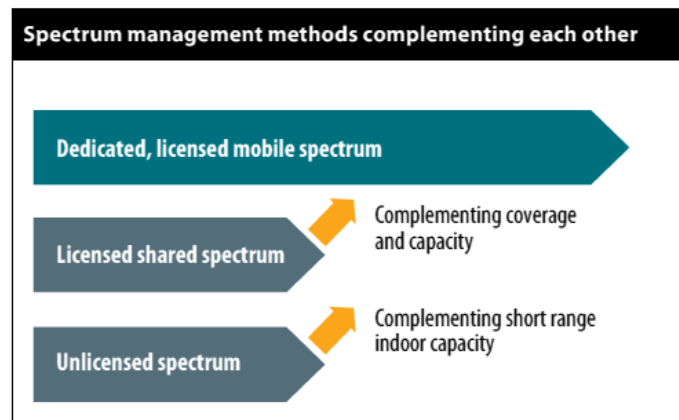 Spectrum management methods complementing each other
Dedicated, licensed mobile spectrum
Licensed shared spectrum
Complementing coverage
and capacity
Unlicensed spectrum
Complementing short range
indoor capacity